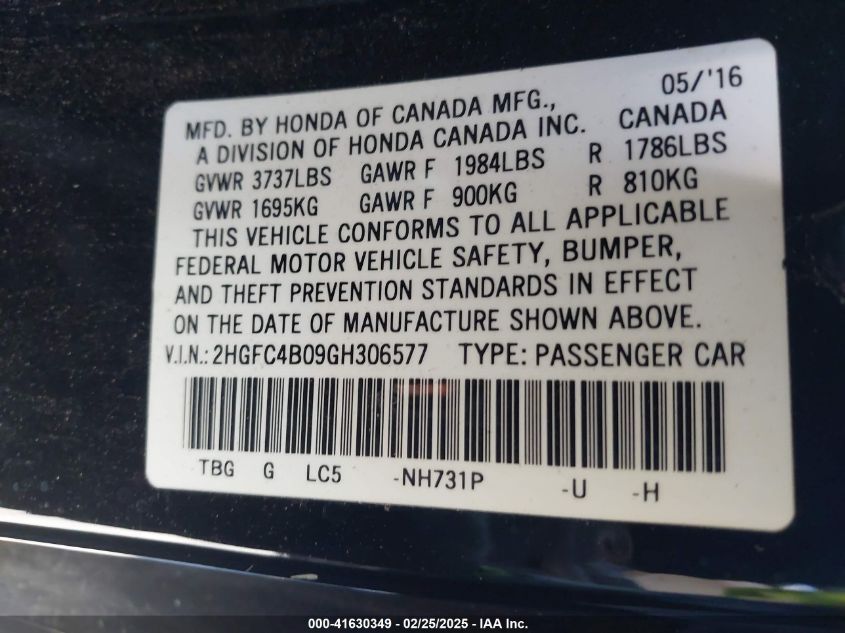 05/'16
MFD. BY HONDA OF CANADA MFG., CANADA
A DIVISION OF HONDA CANADA INC.
GVWR 3737LBS GAWR F 1984LBS R 1786LBS
GVWR 1695KG GAWR F 900KG R 810KG
THIS VEHICLE CONFORMS TO ALL APPLICABLE
FEDERAL MOTOR VEHICLE SAFETY, BUMPER,
AND THEFT PREVENTION STANDARDS IN EFFECT
ON THE DATE OF MANUFACTURE SHOWN ABOVE.
V.I.N.: 2HGFC4B09GH306577 TYPE: PASSENGER CAR
TBG G LC5 -NH731P -U -H
000-41630349 - 02/25/2025 - IAA Inc.